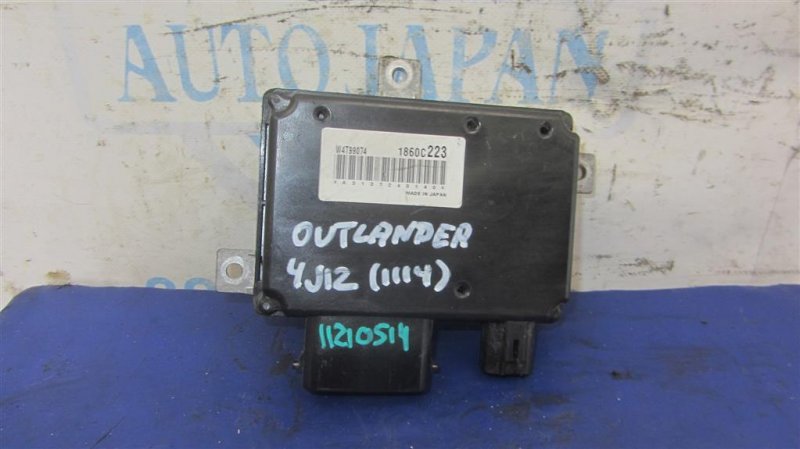 AUTO JAPAN
W4T99074 1860C223
MADE IN JAPAN
OUTLANDER
4J12 (1114)
11210514